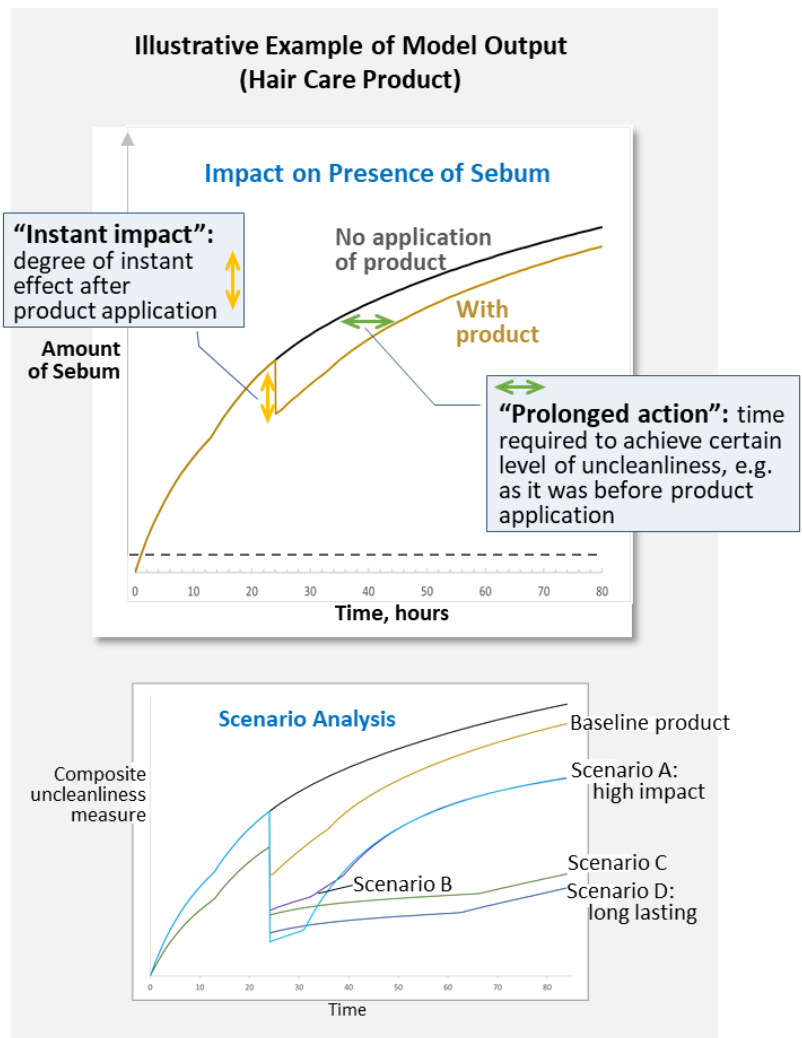 Illustrative Example of Model Output
(Hair Care Product)
Impact on Presence of Sebum
“Instant impact”:
degree of instant
effect after
product application
No application
of product
With
product
Amount
of Sebum
“Prolonged action”: time
required to achieve certain
level of uncleanliness, e.g.
as it was before product
application
0 10 20 30 40 50 60 70 80
Time, hours
Scenario Analysis
Composite
uncleanliness
measure
Baseline product
Scenario A:
high impact
Scenario B
Scenario C
Scenario D:
long lasting
0 10 20 30 40 50 60 70 80
Time